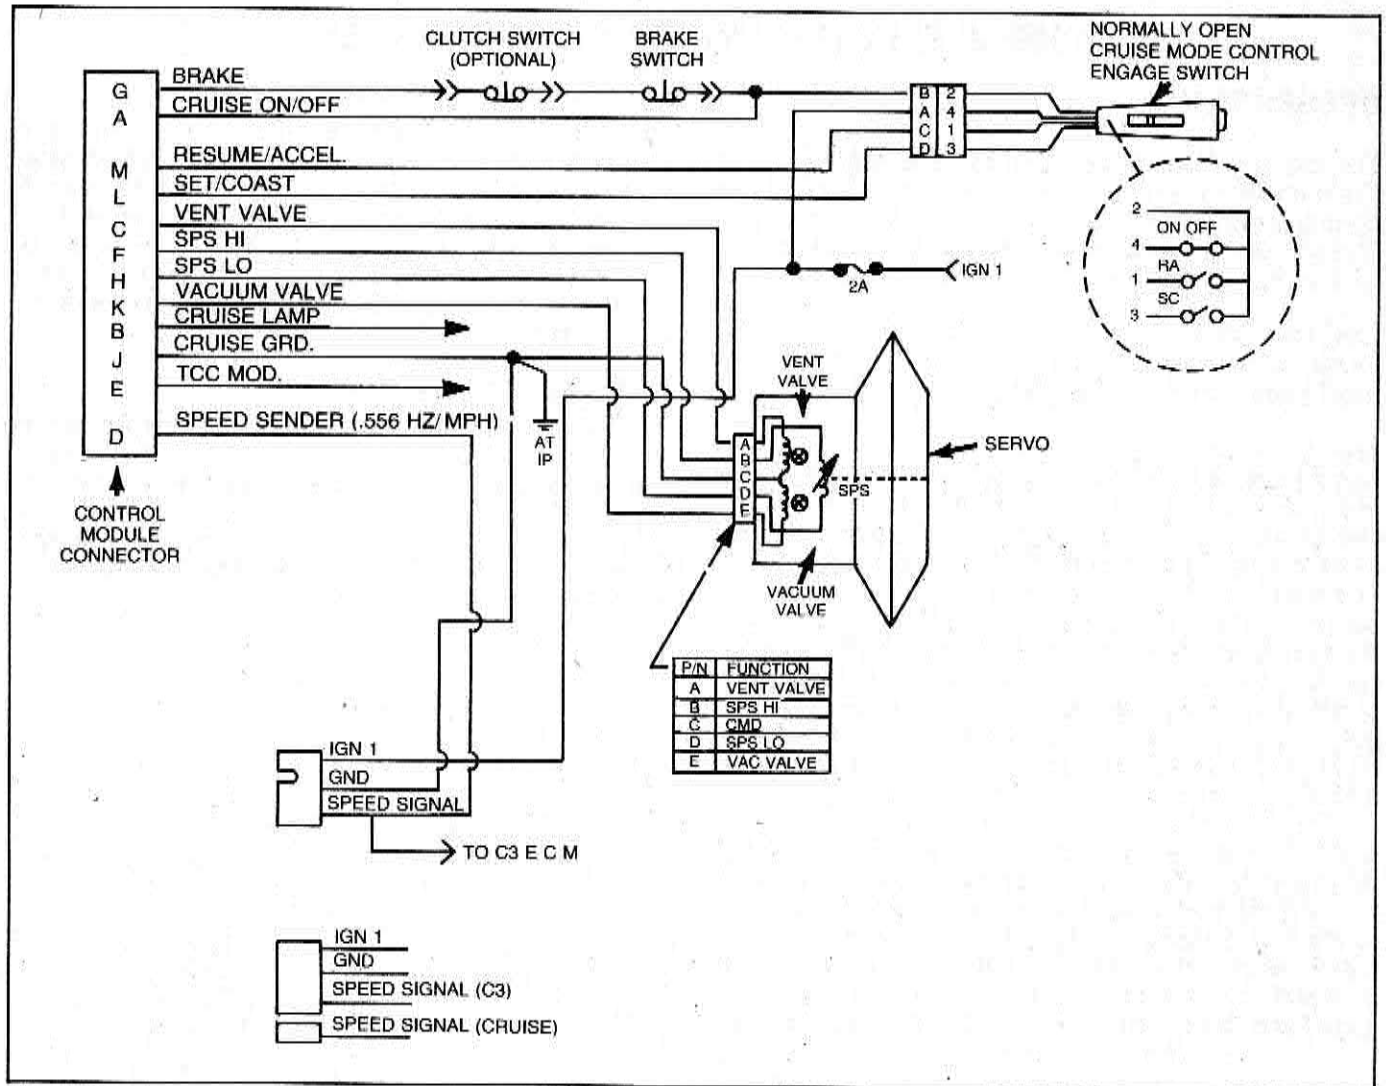 CLUTCH SWITCH
(OPTIONAL)
BRAKE
SWITCH
NORMALLY OPEN
CRUISE MODE CONTROL
ENGAGE SWITCH
G BRAKE
A CRUISE ON/OFF
M RESUME/ACCEL.
L SET/COAST
C VENT VALVE
F SPS HI
H SPS LO
K VACUUM VALVE
B CRUISE LAMP
J CRUISE GRD.
E TCC MOD.
D SPEED SENDER (.556 HZ/MPH)
B 2
A 4
C 1
D 3
2
ON OFF
4
RA
1
SC
3
2A
IGN 1
AT
IP
CONTROL
MODULE
CONNECTOR
VENT
VALVE
A
B
C
D
E
SPS
SERVO
VACUUM
VALVE
P/N FUNCTION
A VENT VALVE
B SPS HI
C CMD
D SPS LO
E VAC VALVE
IGN 1
GND
SPEED SIGNAL
TO C3 E C M
IGN 1
GND
SPEED SIGNAL (C3)
SPEED SIGNAL (CRUISE)